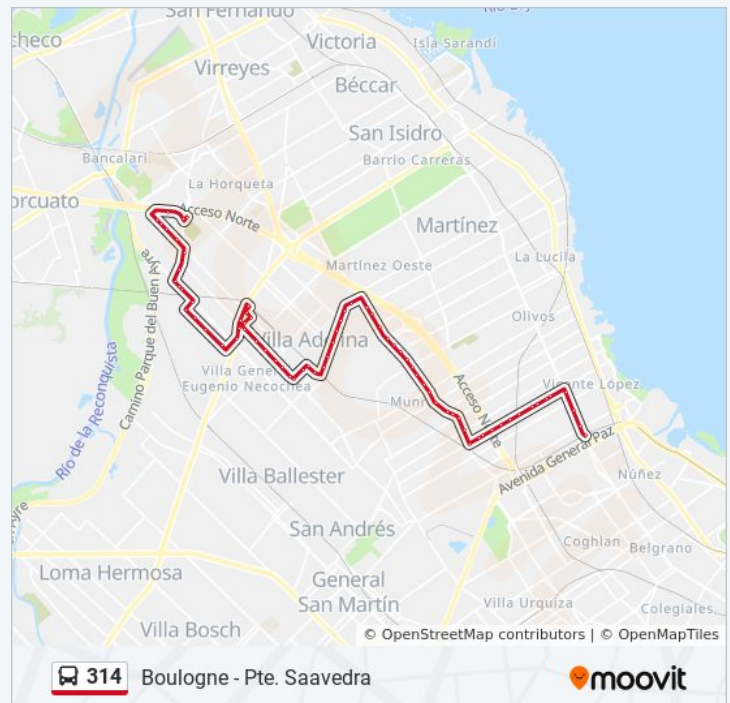 San Fernando
checo
Victoria
Isla Sarandí
Virreyes
Béccar
San Isidro
Bancalari
Barrio Carreras
La Horqueta
orcuato
Acceso Norte
Martínez
La Lucila
Martínez Oeste
Camino Parque del Buen Ayre
Olivos
Villa Adelina
Río de la Reconquista
Villa General
Eugenio Necochea
Acceso Norte
Vicente López
Munro
Avenida General Paz
Villa Ballester
Núñez
San Andrés
Coghlan
Belgrano
Loma Hermosa
General
San Martín
Villa Urquiza
Colegiales
Villa Bosch
© OpenStreetMap contributors | © OpenMapTiles
314 Boulogne - Pte. Saavedra
moovit